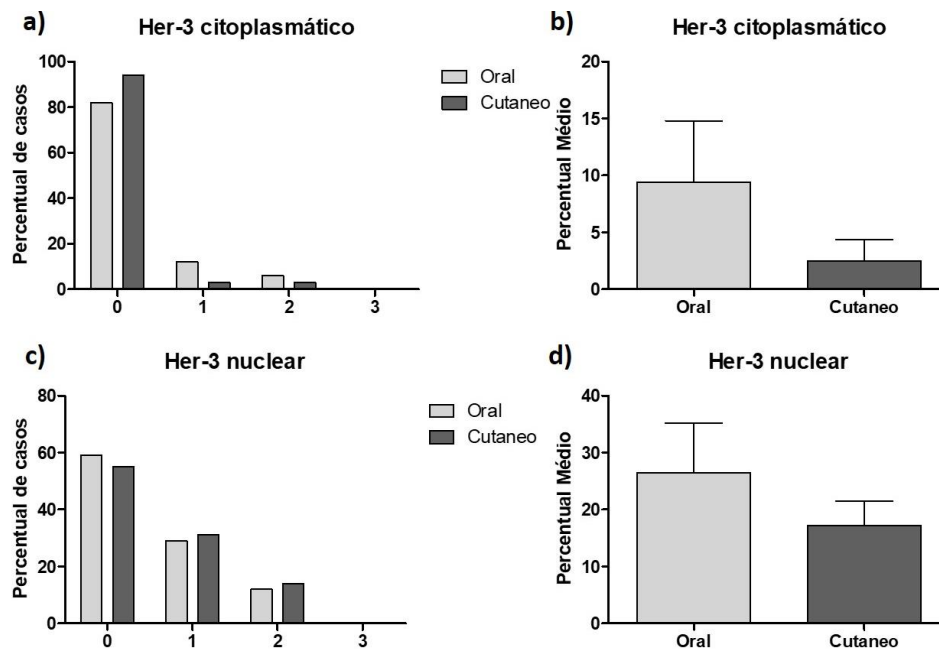 a)
Her-3 citoplasmático
Percentual de casos
100
80
60
40
20
0
0 1 2 3
Oral
Cutaneo
b)
Her-3 citoplasmático
Percentual Médio
20
15
10
5
0
Oral Cutaneo
c)
Her-3 nuclear
Percentual de casos
80
60
40
20
0
0 1 2 3
Oral
Cutaneo
d)
Her-3 nuclear
Percentual Médio
40
30
20
10
0
Oral Cutaneo